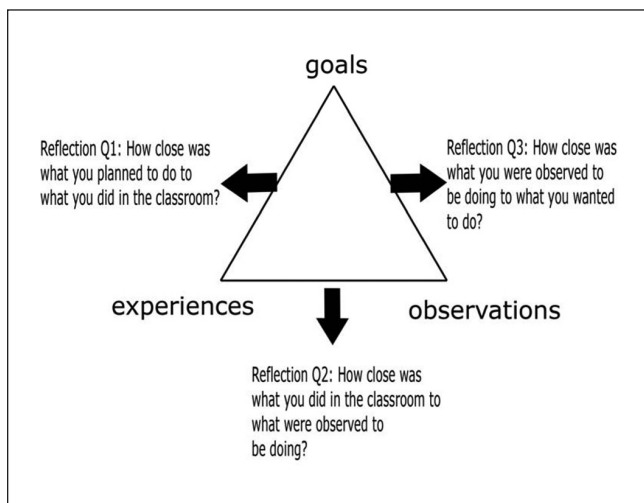 goals
Reflection Q1: How close was
what you planned to do to
what you did in the classroom?
Reflection Q3: How close was
what you were observed to
be doing to what you wanted
to do?
experiences
observations
Reflection Q2: How close was
what you did in the classroom to
what were observed to
be doing?